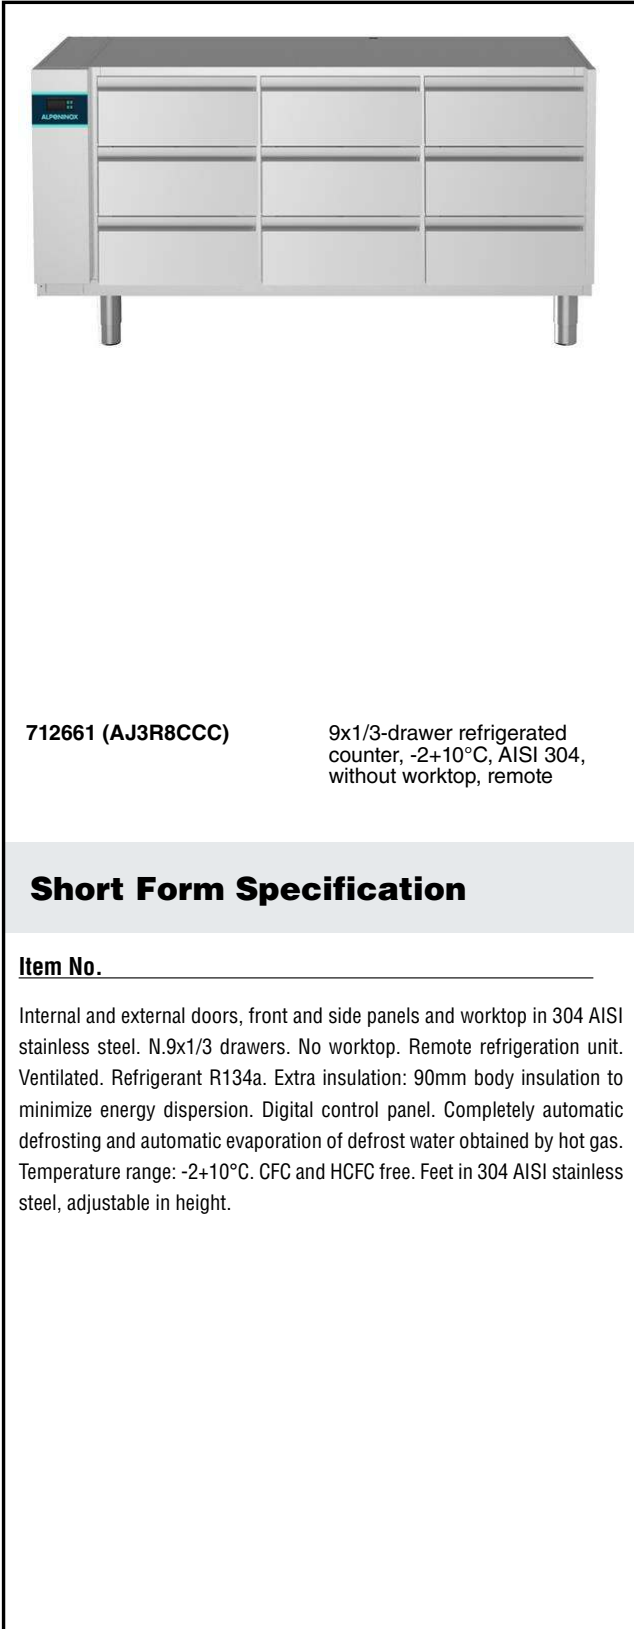 ALPENINOX
712661 (AJ3R8CCC)
9x1/3-drawer refrigerated
counter, -2+10°C, AISI 304,
without worktop, remote
Short Form Specification
Item No.
Internal and external doors, front and side panels and worktop in 304 AISI
stainless steel. N.9x1/3 drawers. No worktop. Remote refrigeration unit.
Ventilated. Refrigerant R134a. Extra insulation: 90mm body insulation to
minimize energy dispersion. Digital control panel. Completely automatic
defrosting and automatic evaporation of defrost water obtained by hot gas.
Temperature range: -2+10°C. CFC and HCFC free. Feet in 304 AISI stainless
steel, adjustable in height.